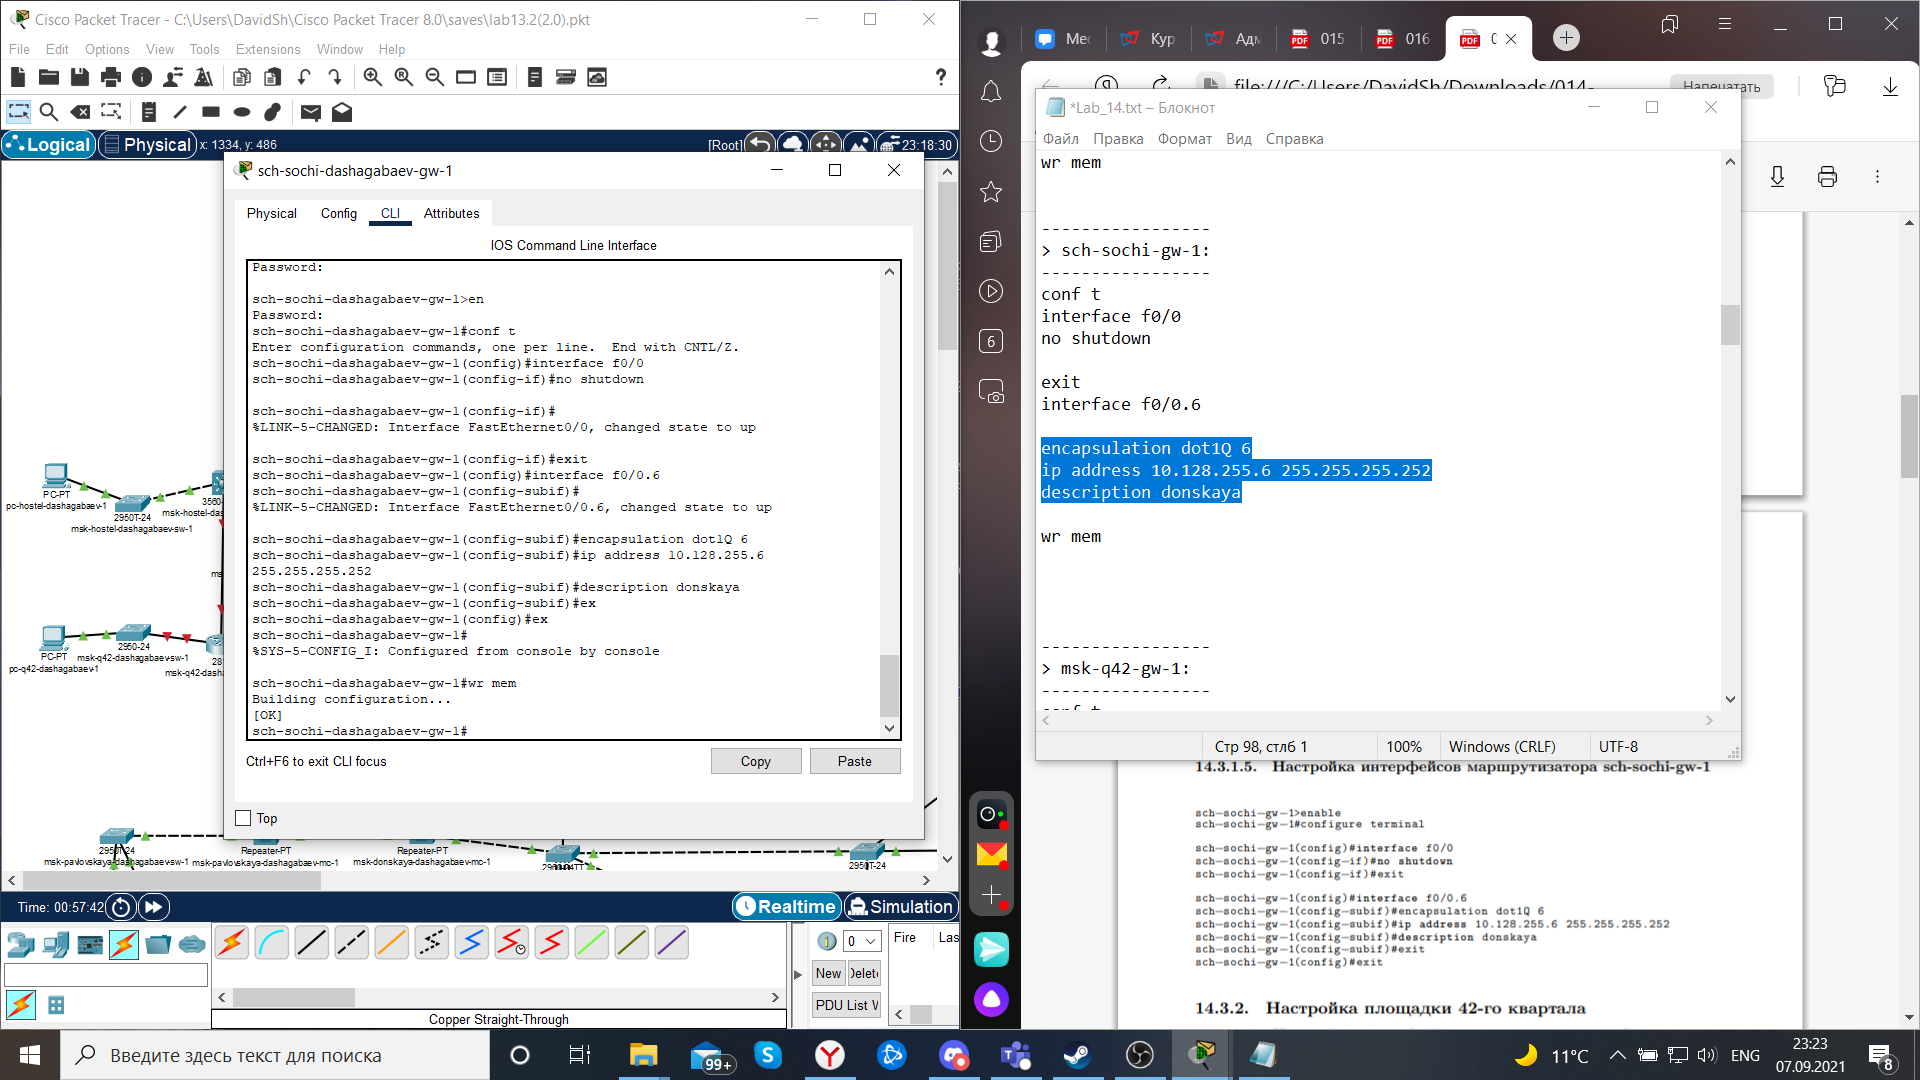 Cisco Packet Tracer - C:\Users\DavidSh\Cisco Packet Tracer 8.0\saves\lab13.2(2.0).pkt
File Edit Options View Tools Extensions Window Help
?
Logical Physical x: 1334, y: 486
[Root] 23:18:30
sch-sochi-dashagabaev-gw-1
Physical Config CLI Attributes
IOS Command Line Interface
Password:
sch-sochi-dashagabaev-gw-1>en
Password:
sch-sochi-dashagabaev-gw-1#conf t
Enter configuration commands, one per line.  End with CNTL/Z.
sch-sochi-dashagabaev-gw-1(config)#interface f0/0
sch-sochi-dashagabaev-gw-1(config-if)#no shutdown
sch-sochi-dashagabaev-gw-1(config-if)#
%LINK-5-CHANGED: Interface FastEthernet0/0, changed state to up
sch-sochi-dashagabaev-gw-1(config-if)#exit
sch-sochi-dashagabaev-gw-1(config)#interface f0/0.6
sch-sochi-dashagabaev-gw-1(config-subif)#
%LINK-5-CHANGED: Interface FastEthernet0/0.6, changed state to up
sch-sochi-dashagabaev-gw-1(config-subif)#encapsulation dot1Q 6
sch-sochi-dashagabaev-gw-1(config-subif)#ip address 10.128.255.6
255.255.255.252
sch-sochi-dashagabaev-gw-1(config-subif)#description donskaya
sch-sochi-dashagabaev-gw-1(config-subif)#ex
sch-sochi-dashagabaev-gw-1(config)#ex
sch-sochi-dashagabaev-gw-1#
%SYS-5-CONFIG_I: Configured from console by console
sch-sochi-dashagabaev-gw-1#wr mem
Building configuration...
[OK]
sch-sochi-dashagabaev-gw-1#
Ctrl+F6 to exit CLI focus
Copy Paste
Top
PC-PT
pc-hostel-dashagabaev-1
2950T-24
msk-hostel-dashagabaev-sw-1
3560-
msk-hostel-das
ms
PC-PT
pc-q42-dashagabaev-1
2950-24
msk-q42-dashagabaev-sw-1
28
msk-q42-dash
2950T-24
msk-pavlovskaya-dashagabaev-sw-1
Repeater-PT
msk-pavlovskaya-dashagabaev-mc-1
Repeater-PT
msk-donskaya-dashagabaev-mc-1
2950T-24
Time: 00:57:42
Realtime Simulation
0
Fire Las
New Delet
PDU List W
Copper Straight-Through
Мес Кур Адм 015 016 0
file:///C:/Users/DavidSh/Downloads/014-
Напечатать
6
*Lab_14.txt – Блокнот
Файл Правка Формат Вид Справка
wr mem
-----------------
> sch-sochi-gw-1:
-----------------
conf t
interface f0/0
no shutdown
exit
interface f0/0.6
encapsulation dot1Q 6
ip address 10.128.255.6 255.255.255.252
description donskaya
wr mem
-----------------
> msk-q42-gw-1:
-----------------
conf t
Стр 98, стлб 1 100% Windows (CRLF) UTF-8
14.3.1.5. Настройка интерфейсов маршрутизатора sch-sochi-gw-1
sch-sochi-gw-1>enable
sch-sochi-gw-1#configure terminal
sch-sochi-gw-1(config)#interface f0/0
sch-sochi-gw-1(config-if)#no shutdown
sch-sochi-gw-1(config-if)#exit
sch-sochi-gw-1(config)#interface f0/0.6
sch-sochi-gw-1(config-subif)#encapsulation dot1Q 6
sch-sochi-gw-1(config-subif)#ip address 10.128.255.6 255.255.255.252
sch-sochi-gw-1(config-subif)#description donskaya
sch-sochi-gw-1(config-subif)#exit
sch-sochi-gw-1(config)#exit
14.3.2. Настройка площадки 42-го квартала
Введите здесь текст для поиска
99+
11°C
ENG
23:23
07.09.2021
8